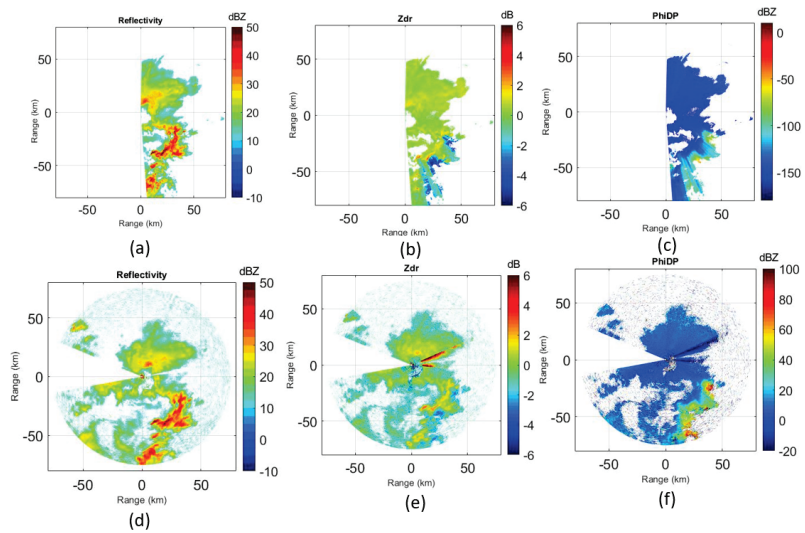 Reflectivity
dBZ
Zdr
dB
PhiDP
dBZ
50
50
6
50
0
Range (km)
50
0
-50
40
30
20
10
0
-10
Range (km)
50
0
-50
4
2
0
-2
-4
-6
Range (km)
50
0
-50
-50
-100
-150
-50
0
50
-50
0
50
-50
0
50
Range (km)
Range (km)
Range (km)
(a)
(b)
(c)
Reflectivity
dBZ
Zdr
dB
PhiDP
dBZ
Range (km)
50
0
-50
50
40
30
20
10
0
-10
Range (km)
50
0
-50
6
4
2
0
-2
-4
-6
Range (km)
50
0
-50
100
80
60
40
20
0
-20
-50
0
50
-50
0
50
-50
0
50
Range (km)
Range (km)
Range (km)
(d)
(e)
(f)